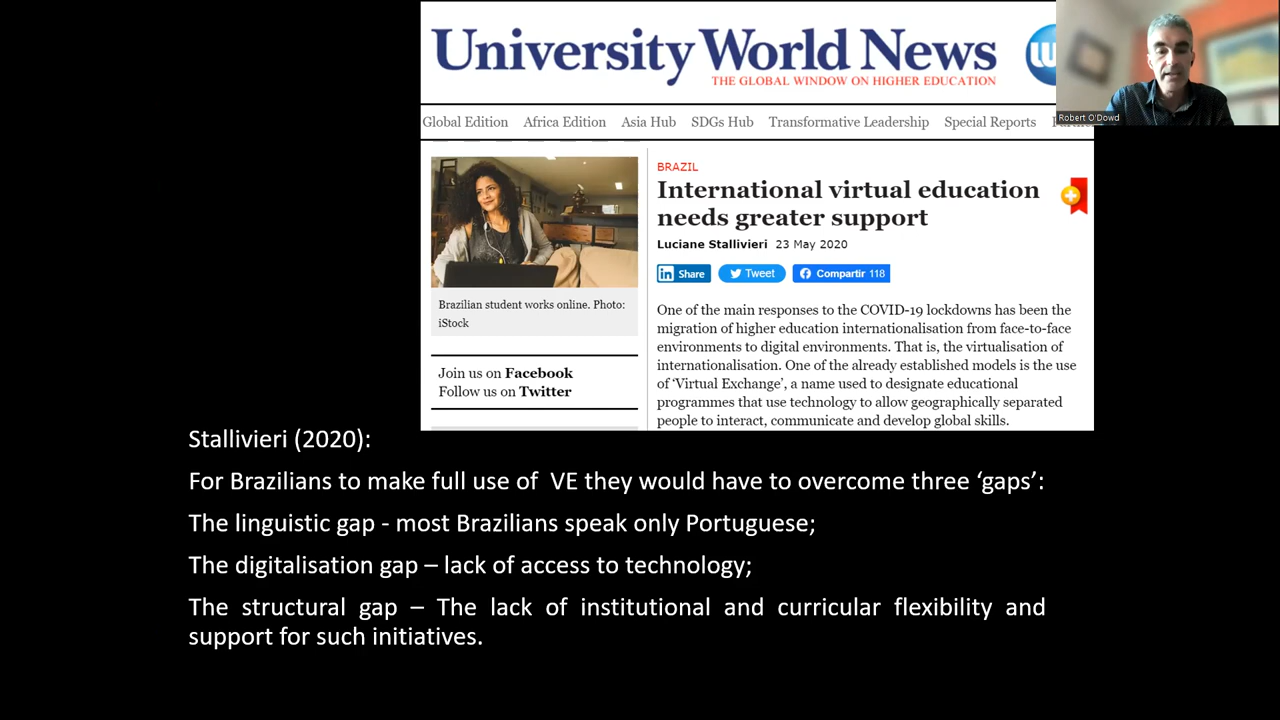 University World News
THE GLOBAL WINDOW ON HIGHER EDUCATION
W
Robert O'Dowd
Global Edition Africa Edition Asia Hub SDGs Hub Transformative Leadership Special Reports
BRAZIL
International virtual education
needs greater support
Luciane Stallivieri 23 May 2020
in Share Tweet Compartir 118
Brazilian student works online. Photo:
iStock
Join us on Facebook
Follow us on Twitter
One of the main responses to the COVID-19 lockdowns has been the
migration of higher education internationalisation from face-to-face
environments to digital environments. That is, the virtualisation of
internationalisation. One of the already established models is the use
of ‘Virtual Exchange’, a name used to designate educational
programmes that use technology to allow geographically separated
people to interact, communicate and develop global skills.
Stallivieri (2020):
For Brazilians to make full use of VE they would have to overcome three ‘gaps’:
The linguistic gap - most Brazilians speak only Portuguese;
The digitalisation gap – lack of access to technology;
The structural gap – The lack of institutional and curricular flexibility and
support for such initiatives.